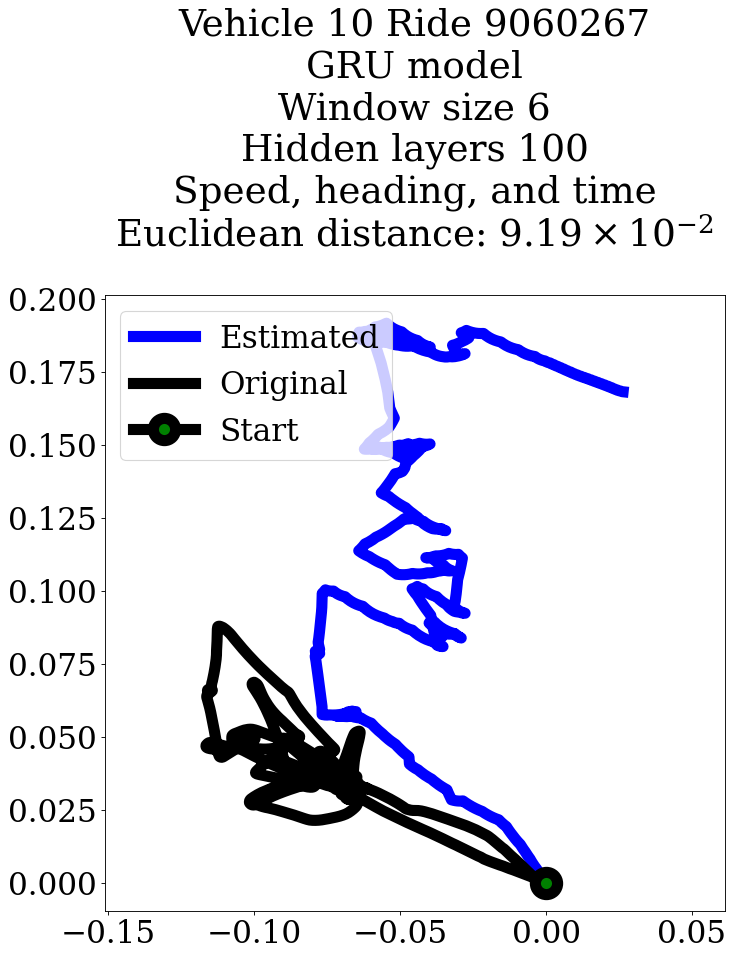 Vehicle 10 Ride 9060267
GRU model
Window size 6
Hidden layers 100
Speed, heading, and time
Euclidean distance: 9.19 × 10⁻²
0.200
0.175
0.150
0.125
0.100
0.075
0.050
0.025
0.000
Estimated
Original
Start
−0.15 −0.10 −0.05 0.00 0.05